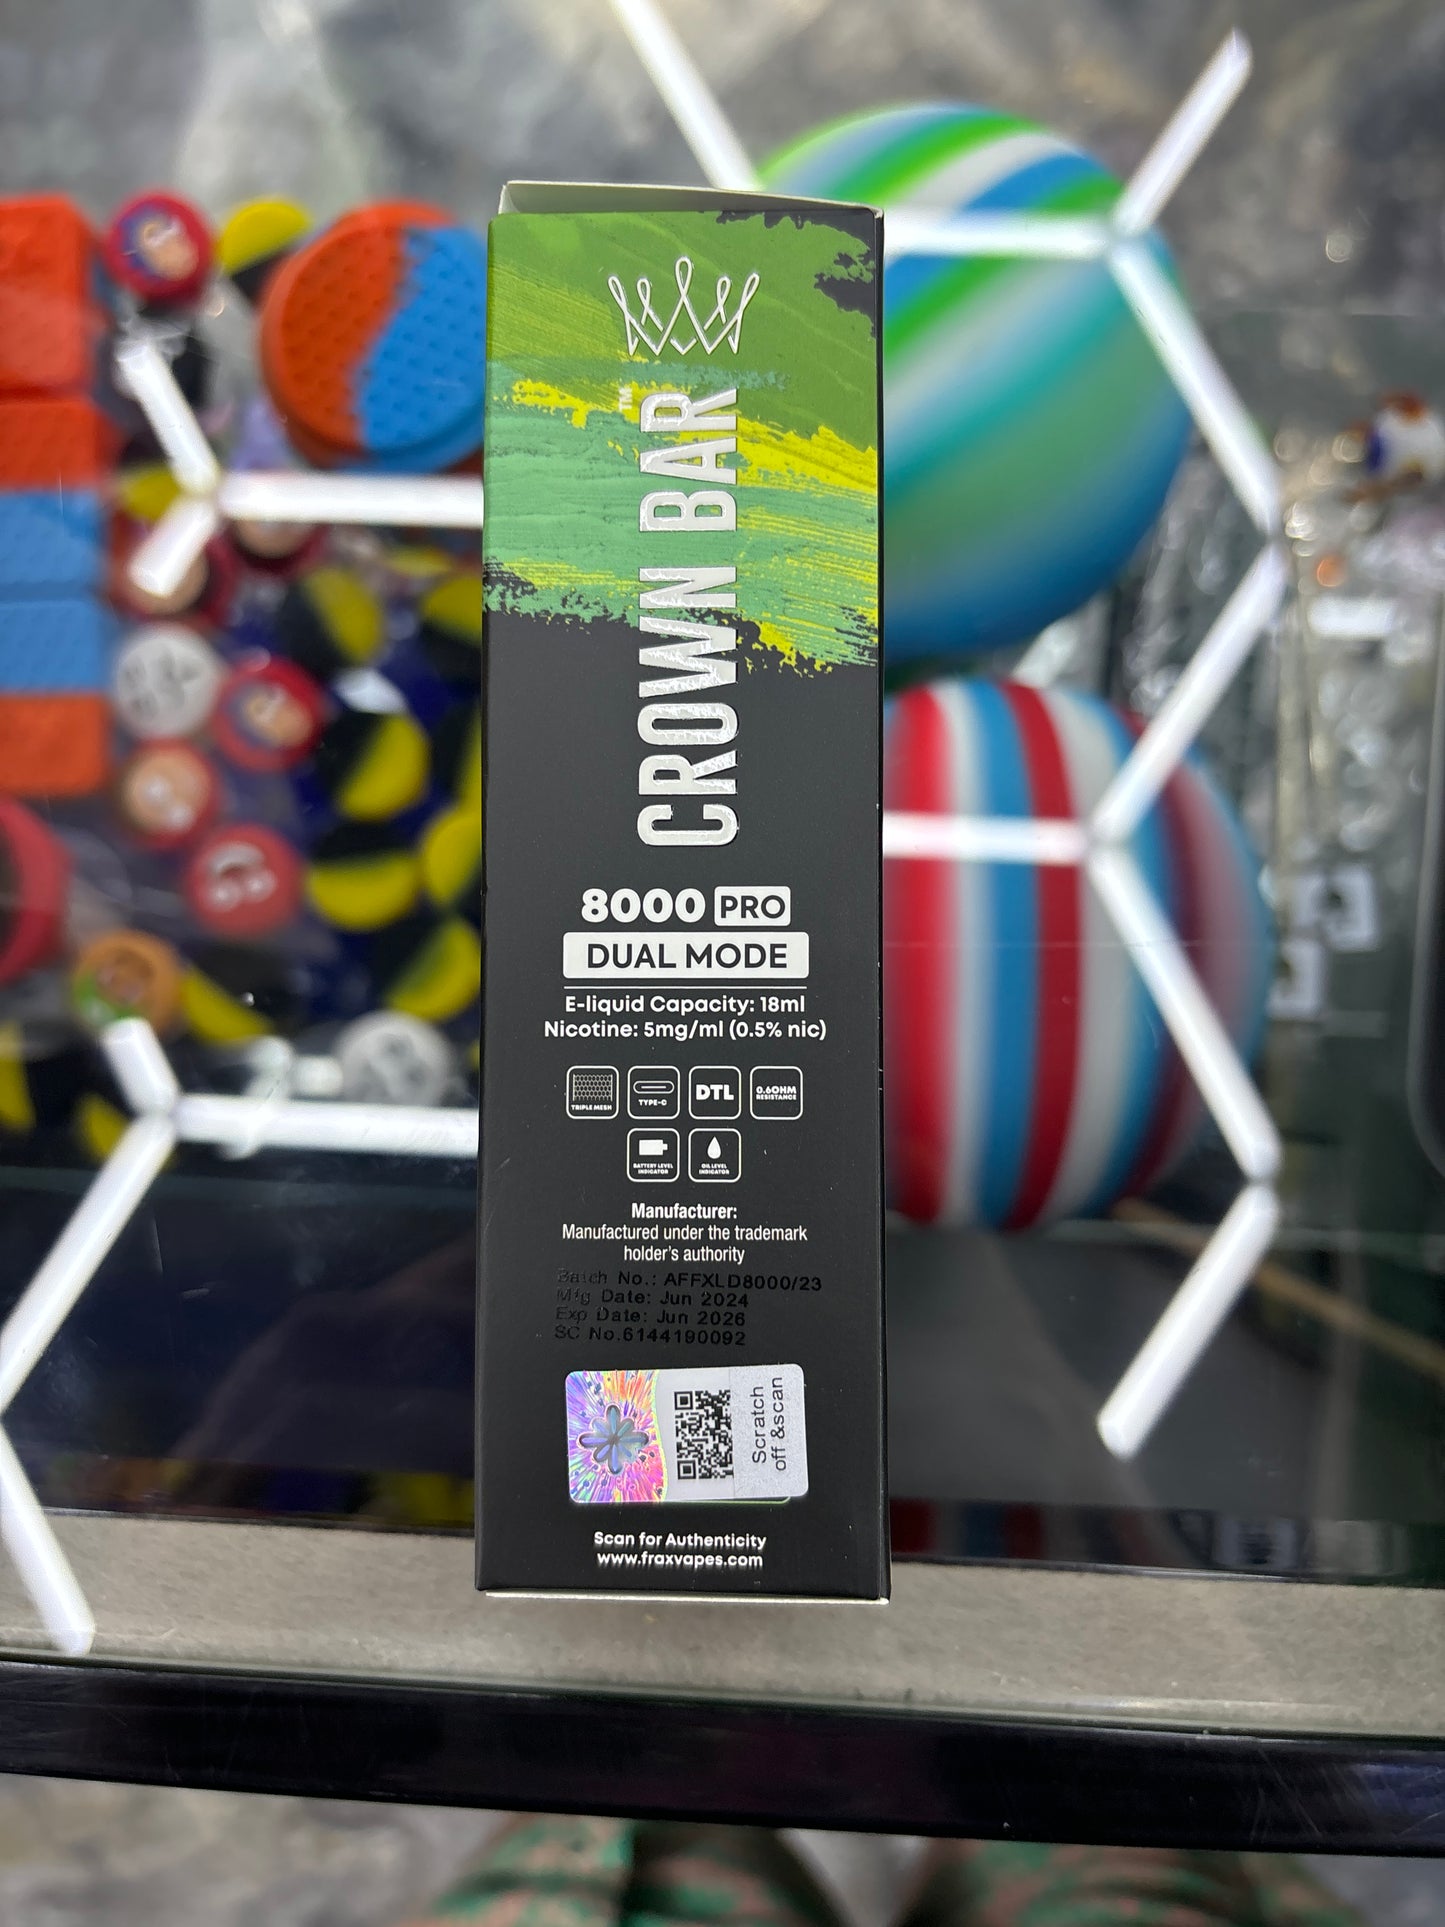 CROWN BAR™
8000 PRO
DUAL MODE
E-liquid Capacity: 18ml
Nicotine: 5mg/ml (0.5% nic)
TRIPLE MESH
TYPE-C
DTL
0.6OHM
RESISTANCE
BATTERY LEVEL
INDICATOR
OIL LEVEL
INDICATOR
Manufacturer:
Manufactured under the trademark
holder's authority
Batch No.: AFFXLD8000/23
Mfg Date: Jun 2024
Exp Date: Jun 2026
SC No.6144190092
Scratch
off &scan
Scan for Authenticity
www.fraxvapes.com